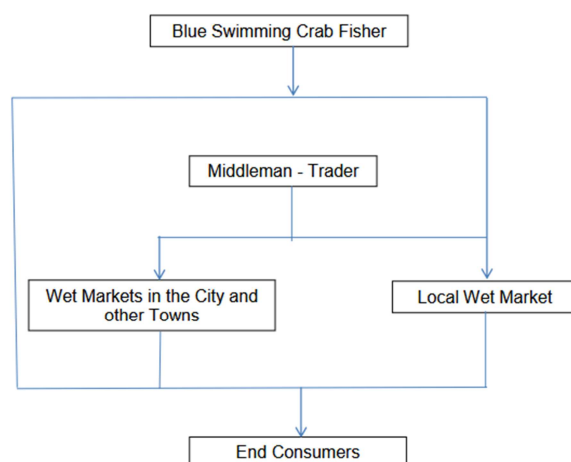 Blue Swimming Crab Fisher
Middleman - Trader
Wet Markets in the City and
other Towns
Local Wet Market
End Consumers